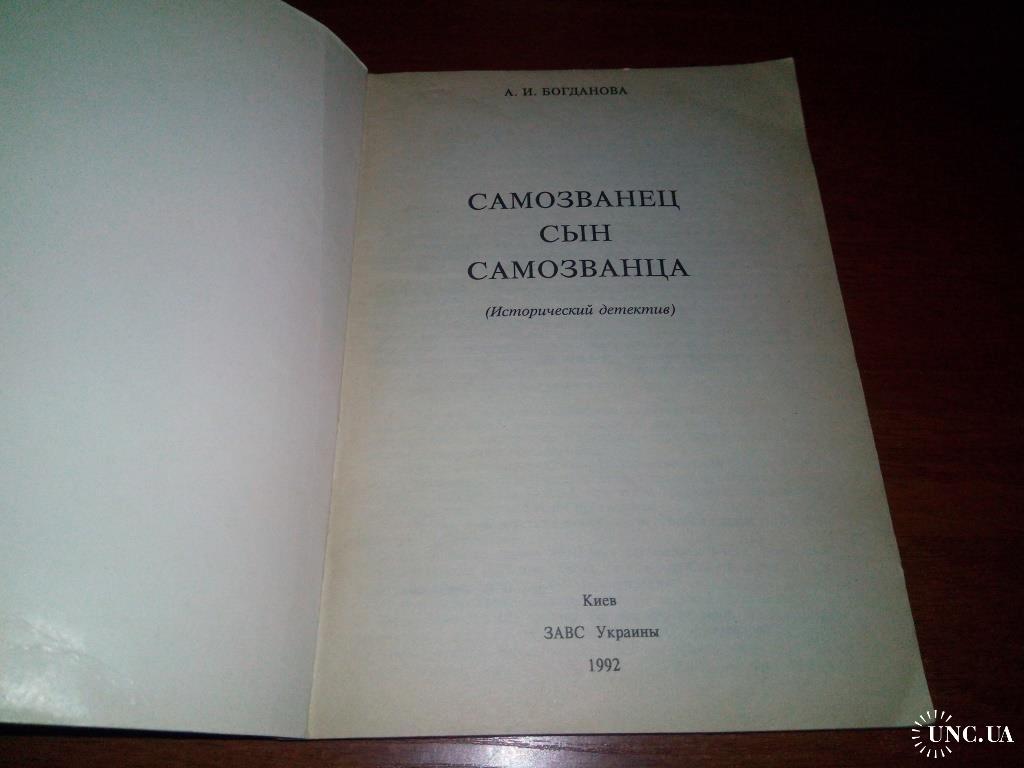 А. И. БОГДАНОВА
САМОЗВАНЕЦ
СЫН
САМОЗВАНЦА
(Исторический детектив)
Киев
ЗАВС Украины
1992
UNC.UA